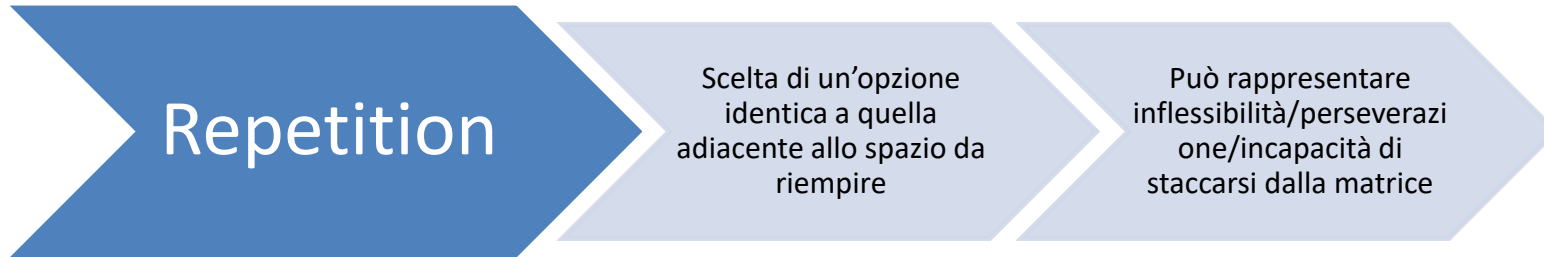 Repetition
Scelta di un’opzione
identica a quella
adiacente allo spazio da
riempire
Può rappresentare
inflessibilità/perseverazi
one/incapacità di
staccarsi dalla matrice